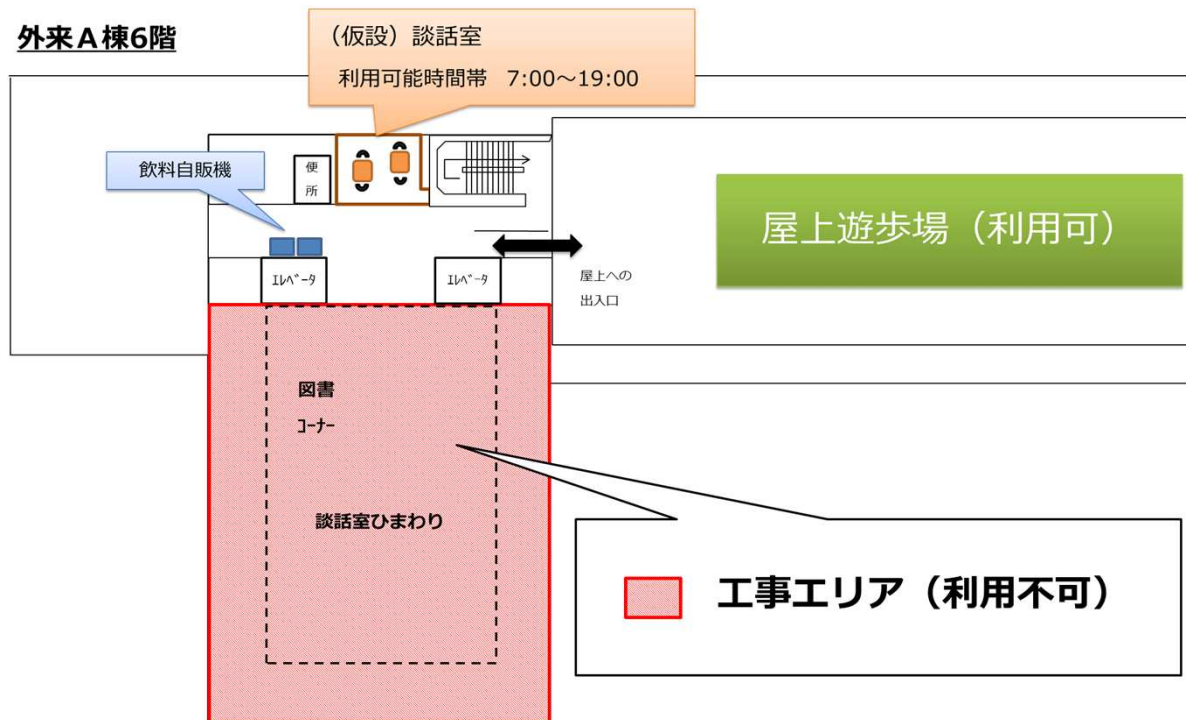 外来A棟6階
(仮設)談話室
利用可能時間帯 7:00~19:00
飲料自販機
便
所
屋上遊歩場(利用可)
ｴﾚﾍﾞｰﾀ
ｴﾚﾍﾞｰﾀ
屋上への
出入口
図書
ｺｰﾅｰ
談話室ひまわり
工事エリア(利用不可)